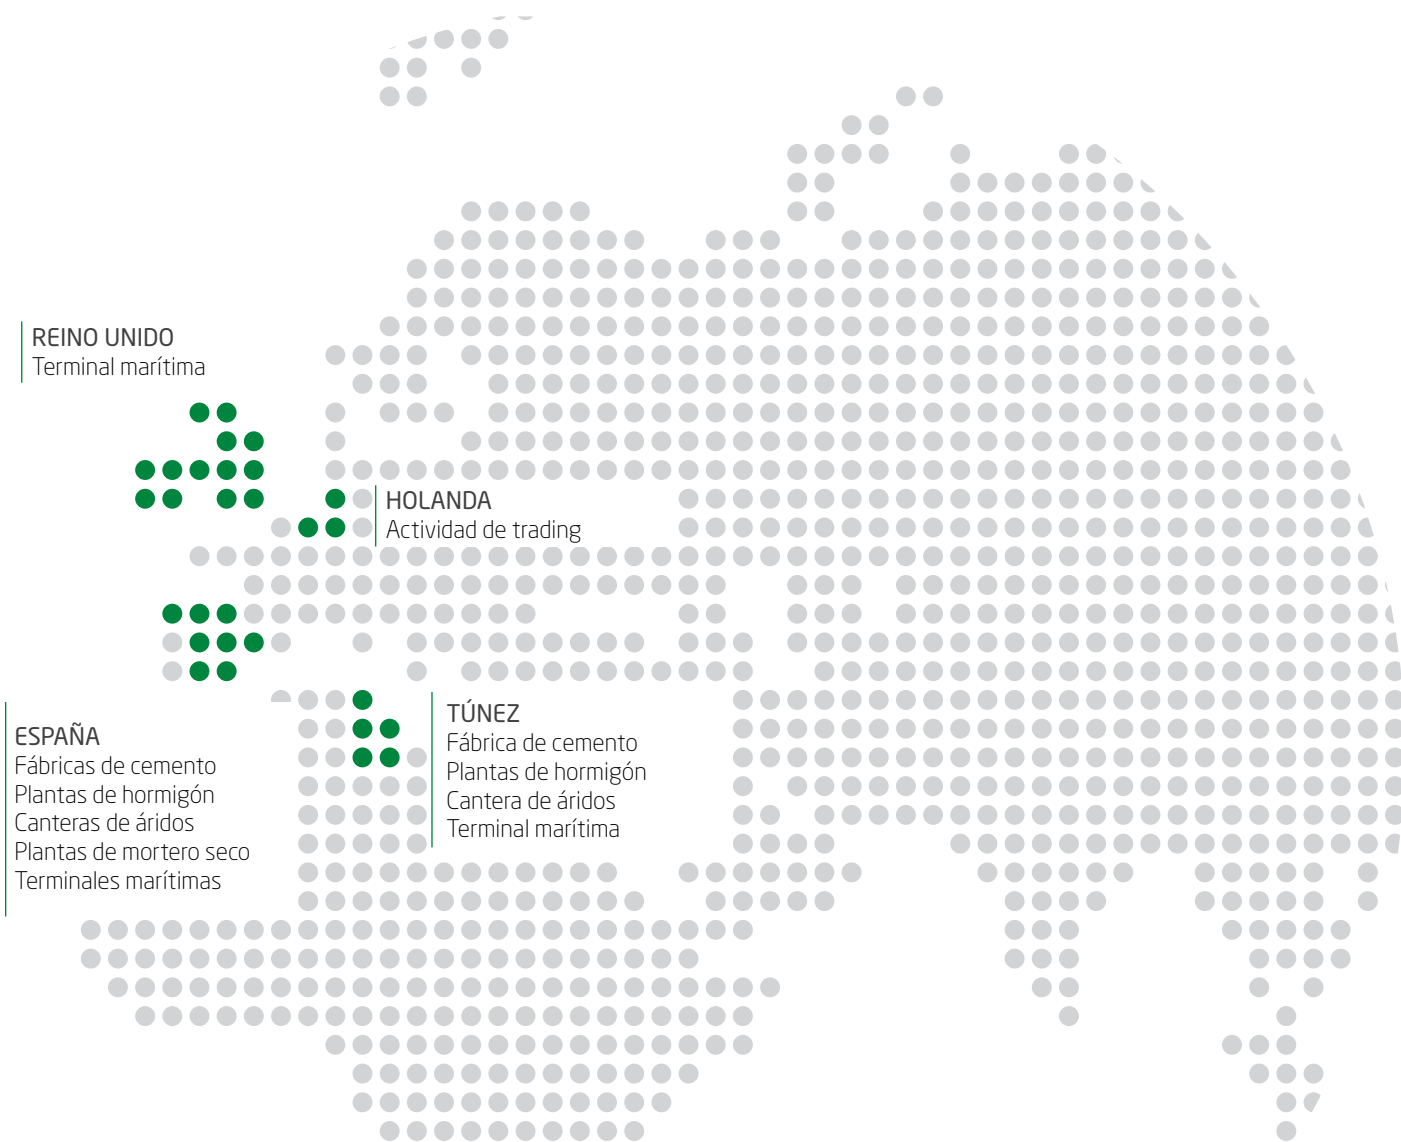 REINO UNIDO
Terminal marítima
HOLANDA
Actividad de trading
ESPAÑA
Fábricas de cemento
Plantas de hormigón
Canteras de áridos
Plantas de mortero seco
Terminales marítimas
TÚNEZ
Fábrica de cemento
Plantas de hormigón
Cantera de áridos
Terminal marítima